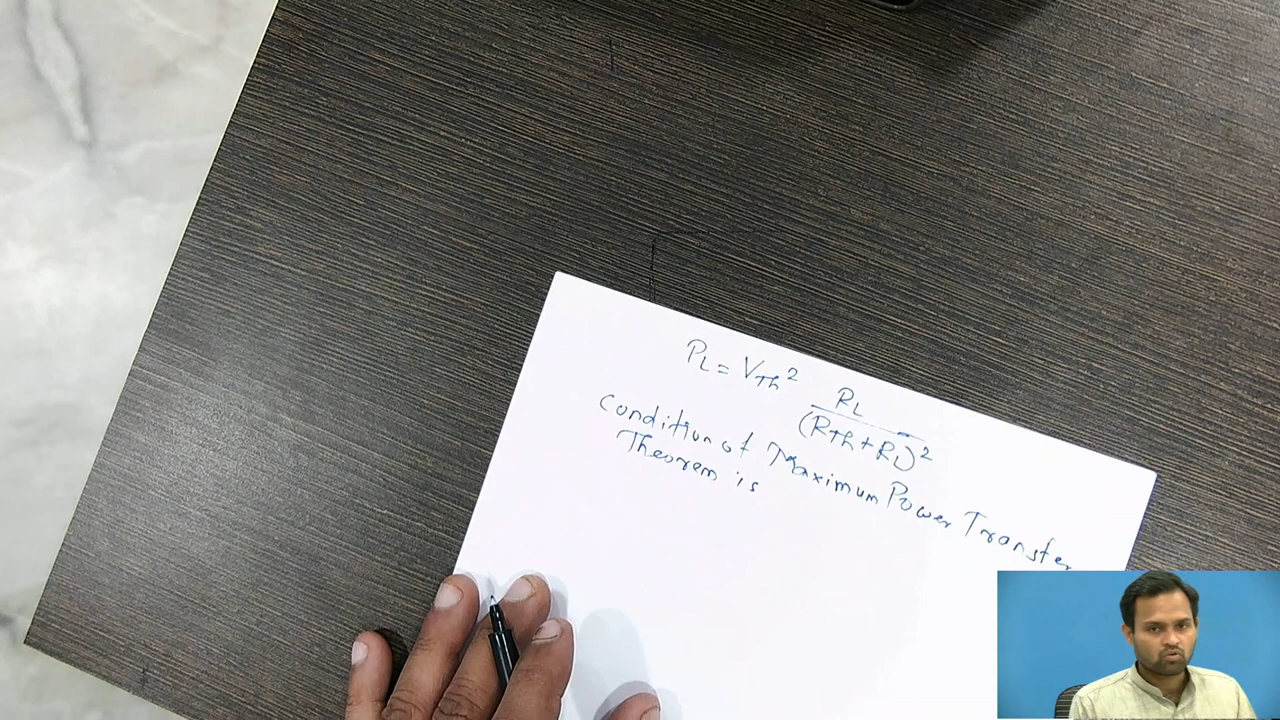 PL = VTh² RL / (RTh + RL)²
Condition of Maximum Power Transfer
Theorem is